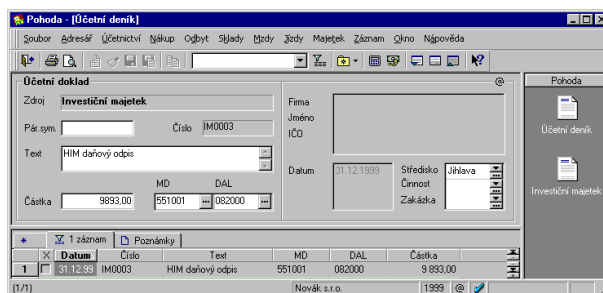 Pohoda - [Účetní deník]
Soubor Adresář Účetnictví Nákup Odbyt Sklady Mzdy Jízdy Majetek Záznam Okno Nápověda
Účetní doklad @
Zdroj Investiční majetek
Pár.sym. Číslo IM0003
Text HIM daňový odpis
MD DAL
Částka 9893,00 551001 082000
Firma
Jméno
IČO
Datum 31.12.1999 Středisko Jihlava
Činnost
Zakázka
Pohoda
Účetní deník
Investiční majetek
* 1 záznam Poznámky
X Datum Číslo Text MD DAL Částka
1 31.12.99 IM0003 HIM daňový odpis 551001 082000 9 893,00
(1/1) Novák s.r.o. 1999 @